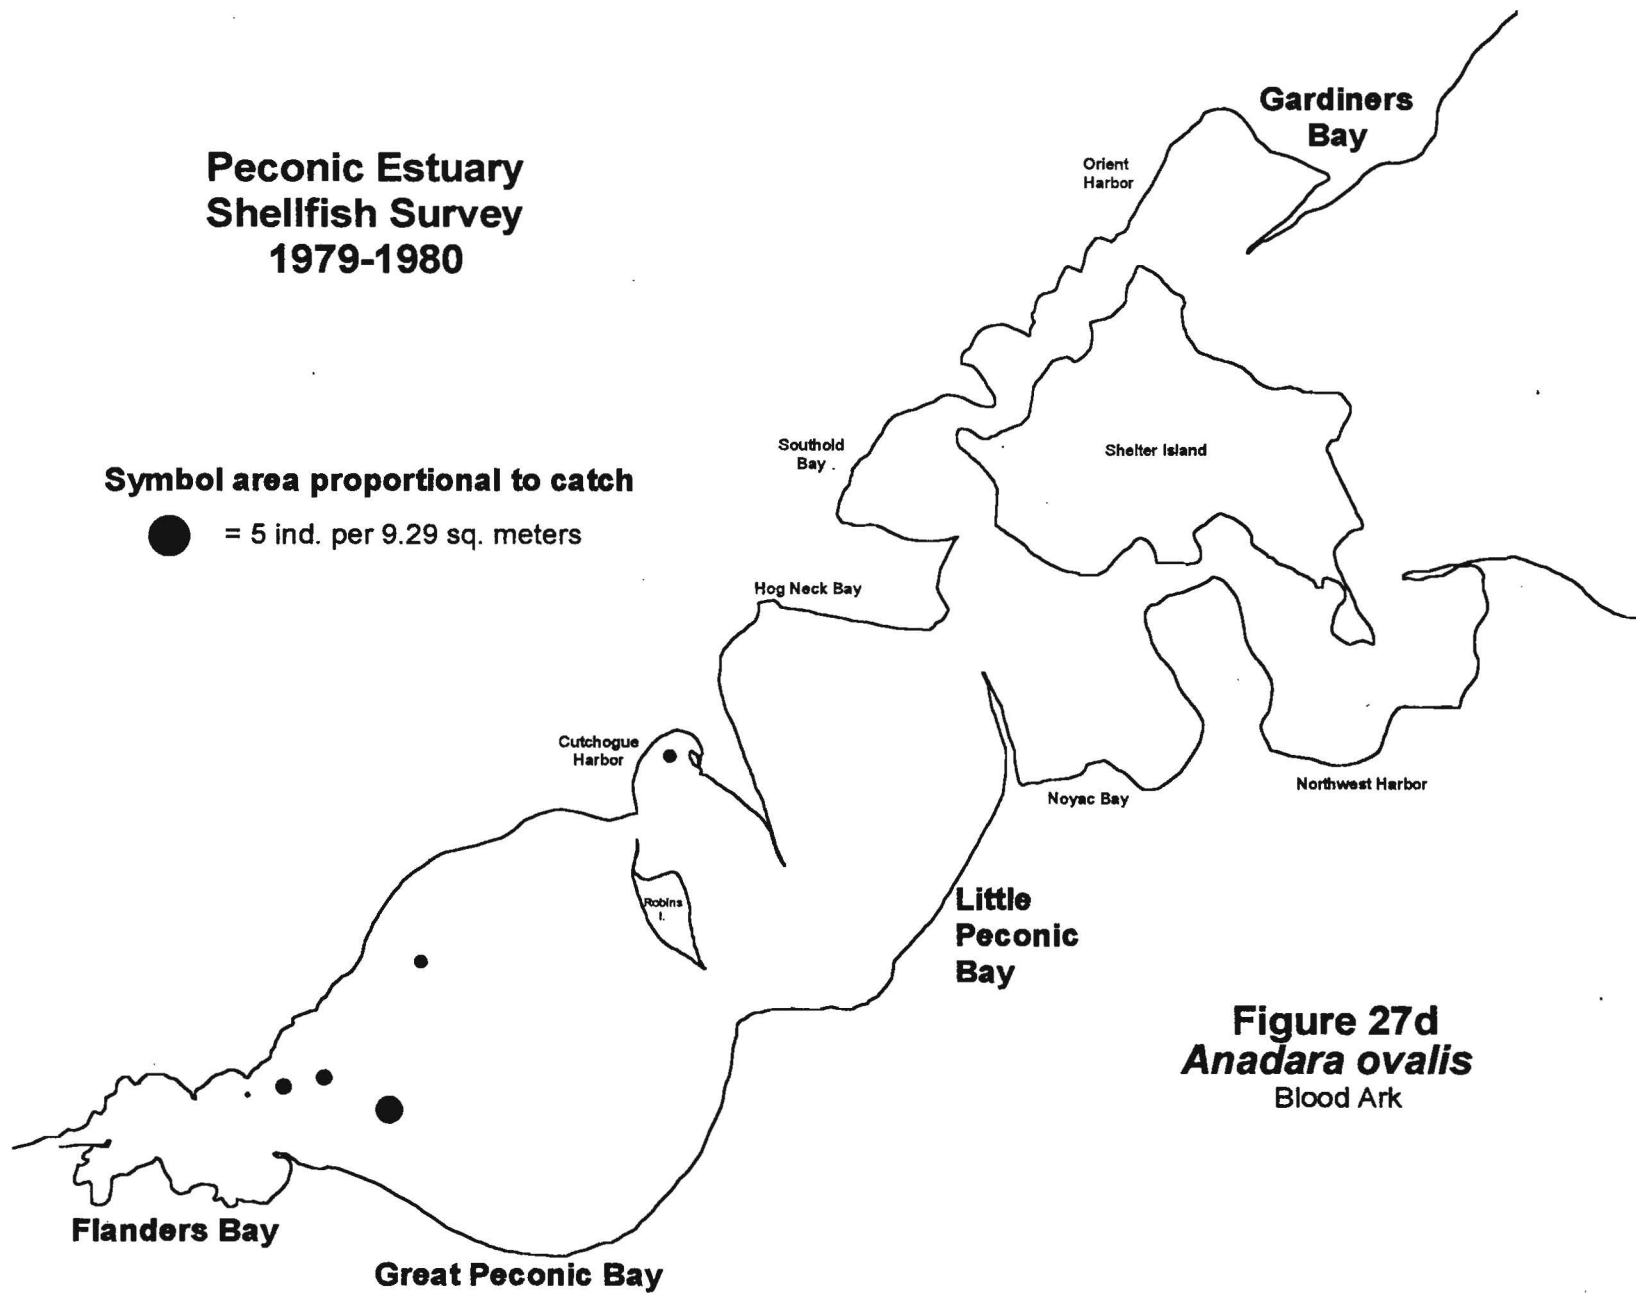 Peconic Estuary
Shellfish Survey
1979-1980
Gardiners
Bay
Orient
Harbor
Symbol area proportional to catch
= 5 ind. per 9.29 sq. meters
Southold
Bay
Shelter Island
Hog Neck Bay
Cutchogue
Harbor
Noyac Bay
Northwest Harbor
Robins
I.
Little
Peconic
Bay
Figure 27d
Anadara ovalis
Blood Ark
Flanders Bay
Great Peconic Bay